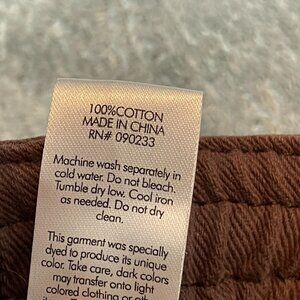 100%COTTON
MADE IN CHINA
RN# 090233
Machine wash separately in
cold water. Do not bleach.
Tumble dry low. Cool iron
as needed. Do not dry
clean.
This garment was specially
dyed to produce its unique
color. Take care, dark colors
may transfer onto light
colored clothing or other